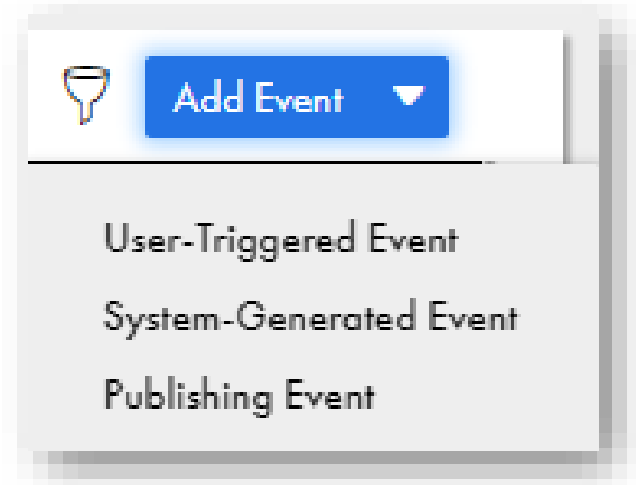 Add Event
User-Triggered Event
System-Generated Event
Publishing Event